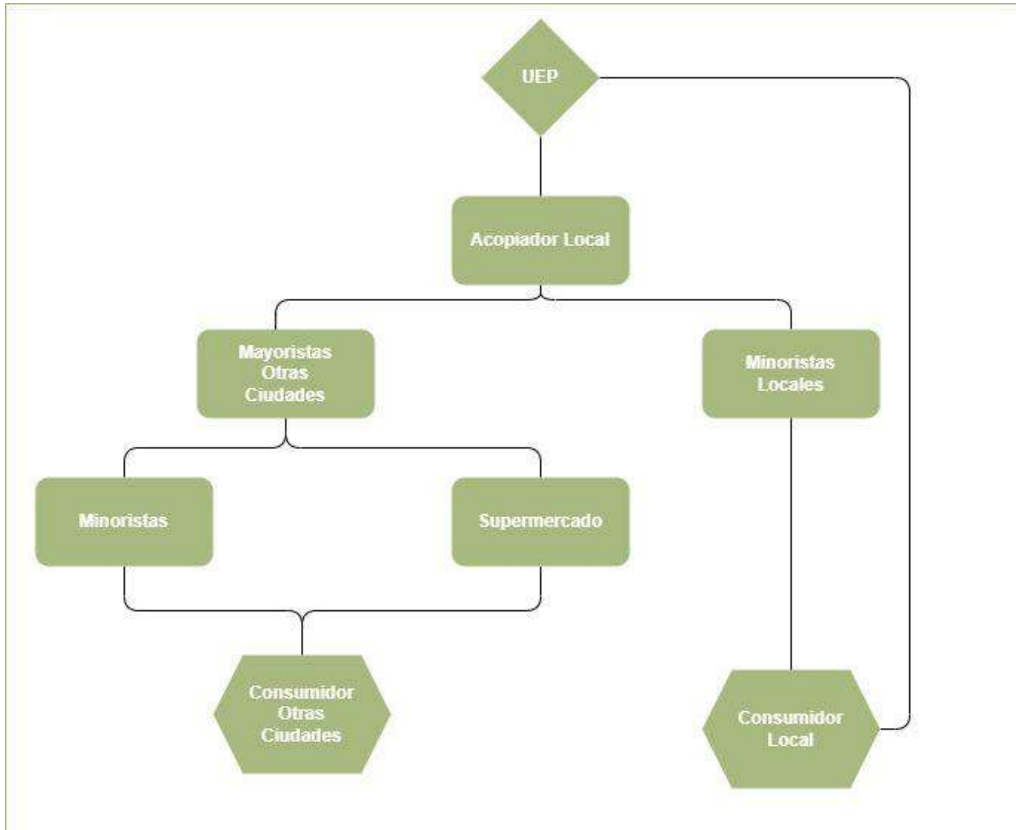 UEP
Acopiador Local
Mayoristas
Otras
Ciudades
Minoristas
Locales
Minoristas
Supermercado
Consumidor
Otras
Ciudades
Consumidor
Local